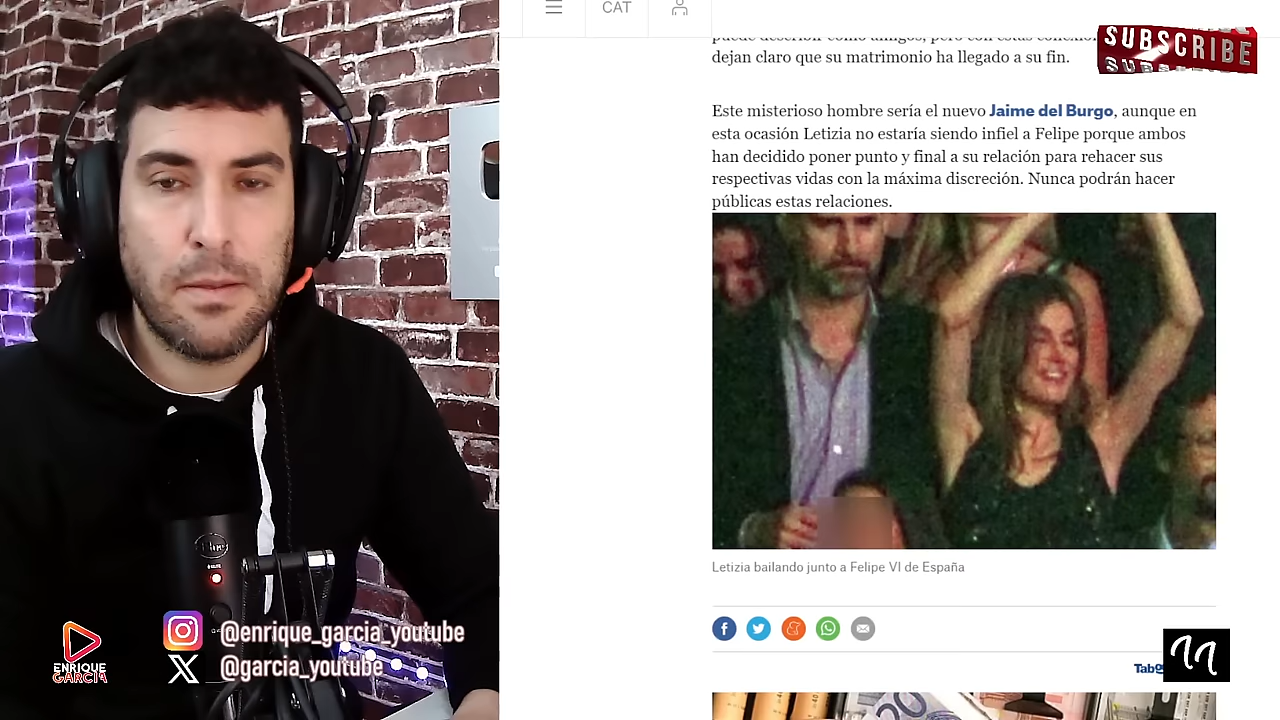 CAT
SUBSCRIBE
dejan claro que su matrimonio ha llegado a su fin.
Este misterioso hombre sería el nuevo Jaime del Burgo, aunque en
esta ocasión Letizia no estaría siendo infiel a Felipe porque ambos
han decidido poner punto y final a su relación para rehacer sus
respectivas vidas con la máxima discreción. Nunca podrán hacer
públicas estas relaciones.
Letizia bailando junto a Felipe VI de España
blue
@enrique_garcia_youtube
@garcia_youtube
ENRIQUE
GARCIA
20